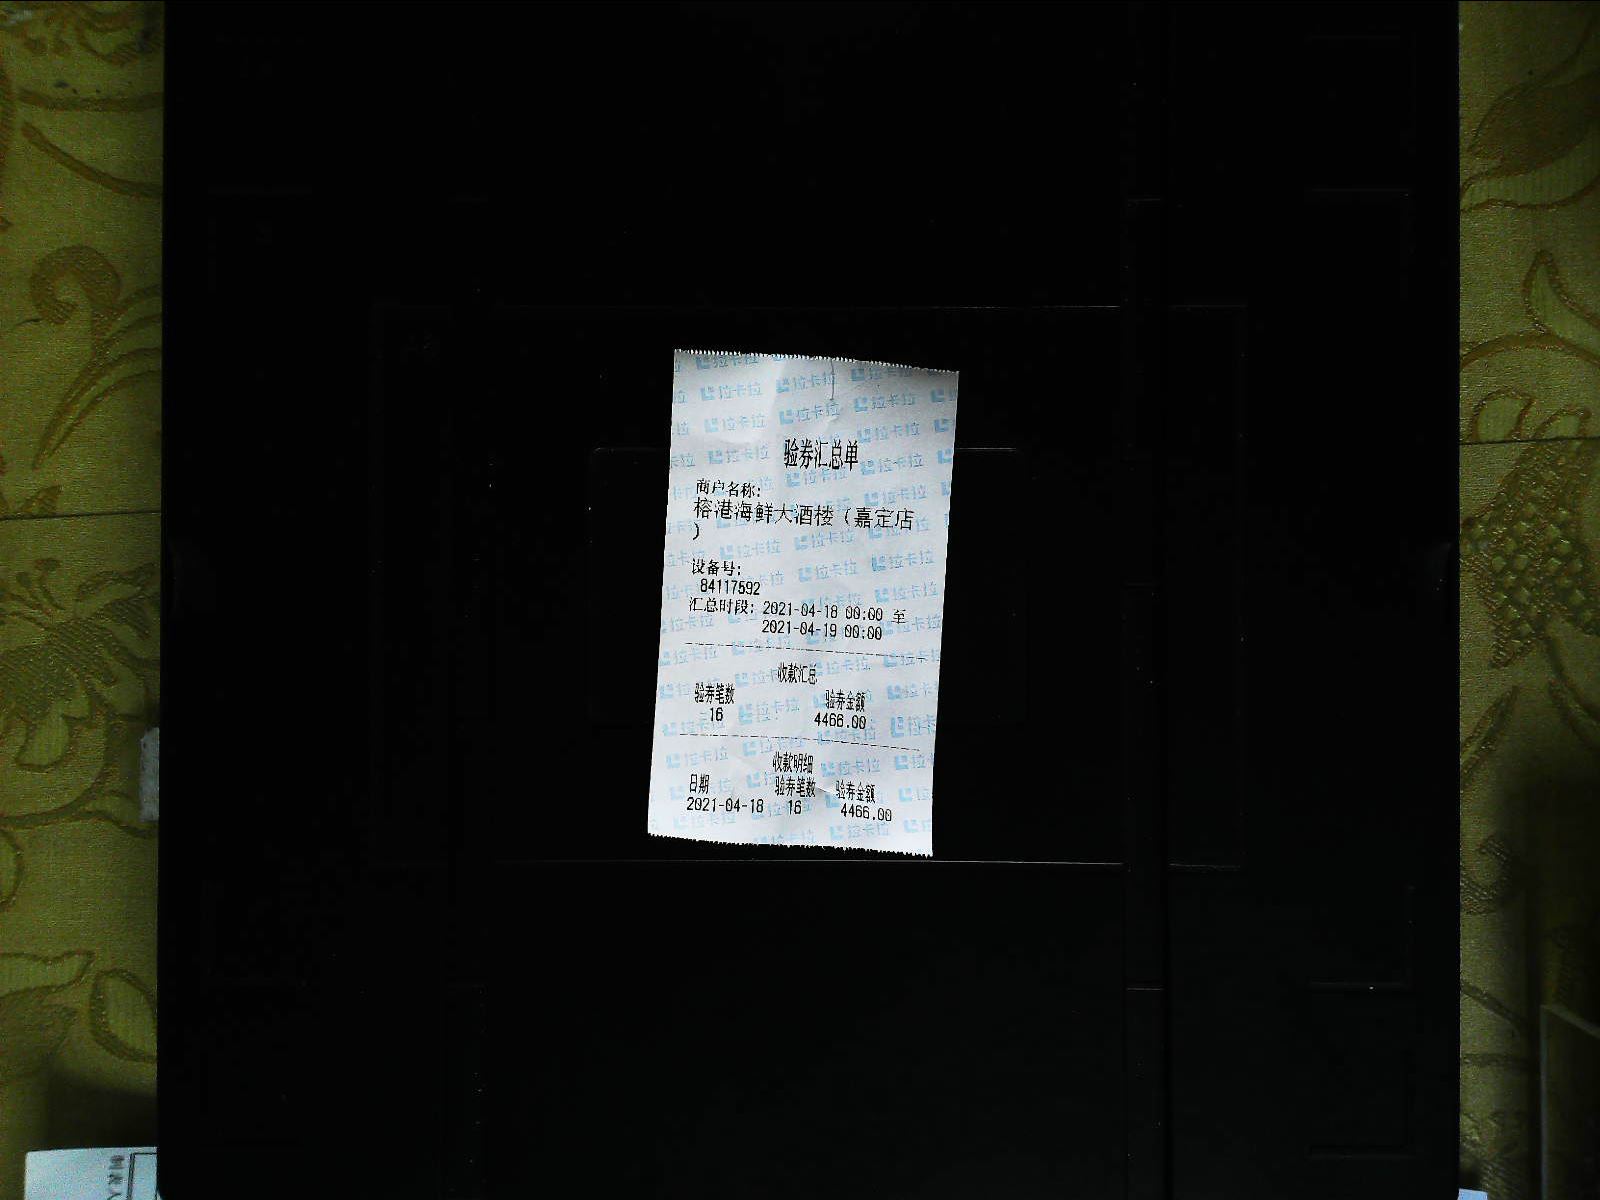 验券汇总单
商户名称:
榕港海鲜大酒楼（嘉定店
）
设备号:
84117592
汇总时段: 2021-04-18 00:00 至
2021-04-19 00:00
收款汇总
验券笔数 验券金额
16 4466.00
收款明细
日期 验券笔数 验券金额
2021-04-18 16 4466.00
拉卡拉